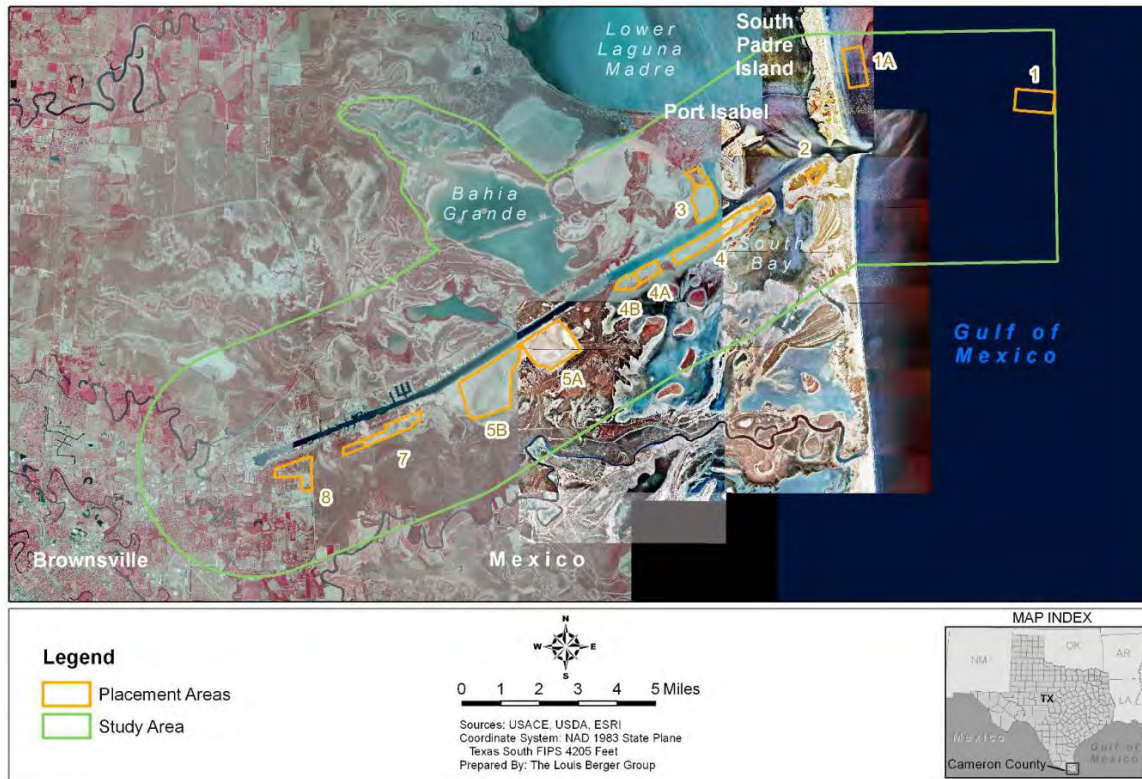 Lower
Laguna
Madre
South
Padre
Island
1A
1
Port Isabel
2
Bahia
Grande
3
South
Bay
4
4A
4B
5A
5B
7
8
Gulf of
Mexico
Brownsville
Mexico
Legend
Placement Areas
Study Area
N
W E
S
0 1 2 3 4 5 Miles
Sources: USACE, USDA, ESRI
Coordinate System: NAD 1983 State Plane
Texas South FIPS 4205 Feet
Prepared By: The Louis Berger Group
MAP INDEX
NM
OK
AR
TX
LA
Mexico
Gulf of
Mexico
Cameron County